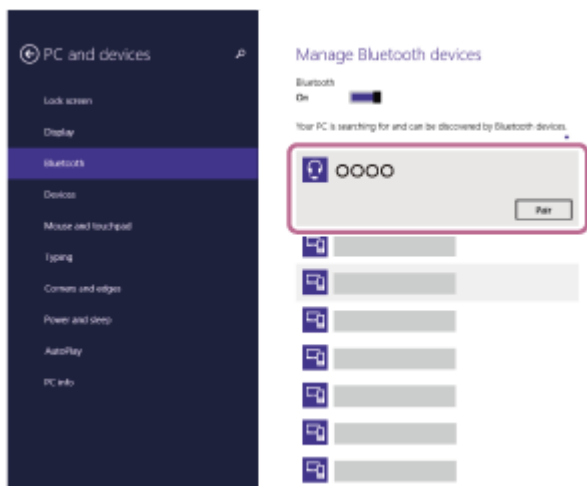 PC and devices
Lock screen
Display
Bluetooth
Devices
Mouse and touchpad
Typing
Corners and edges
Power and sleep
AutoPlay
PC info
Manage Bluetooth devices
Bluetooth
On
Your PC is searching for and can be discovered by Bluetooth devices.
OOOO
Pair